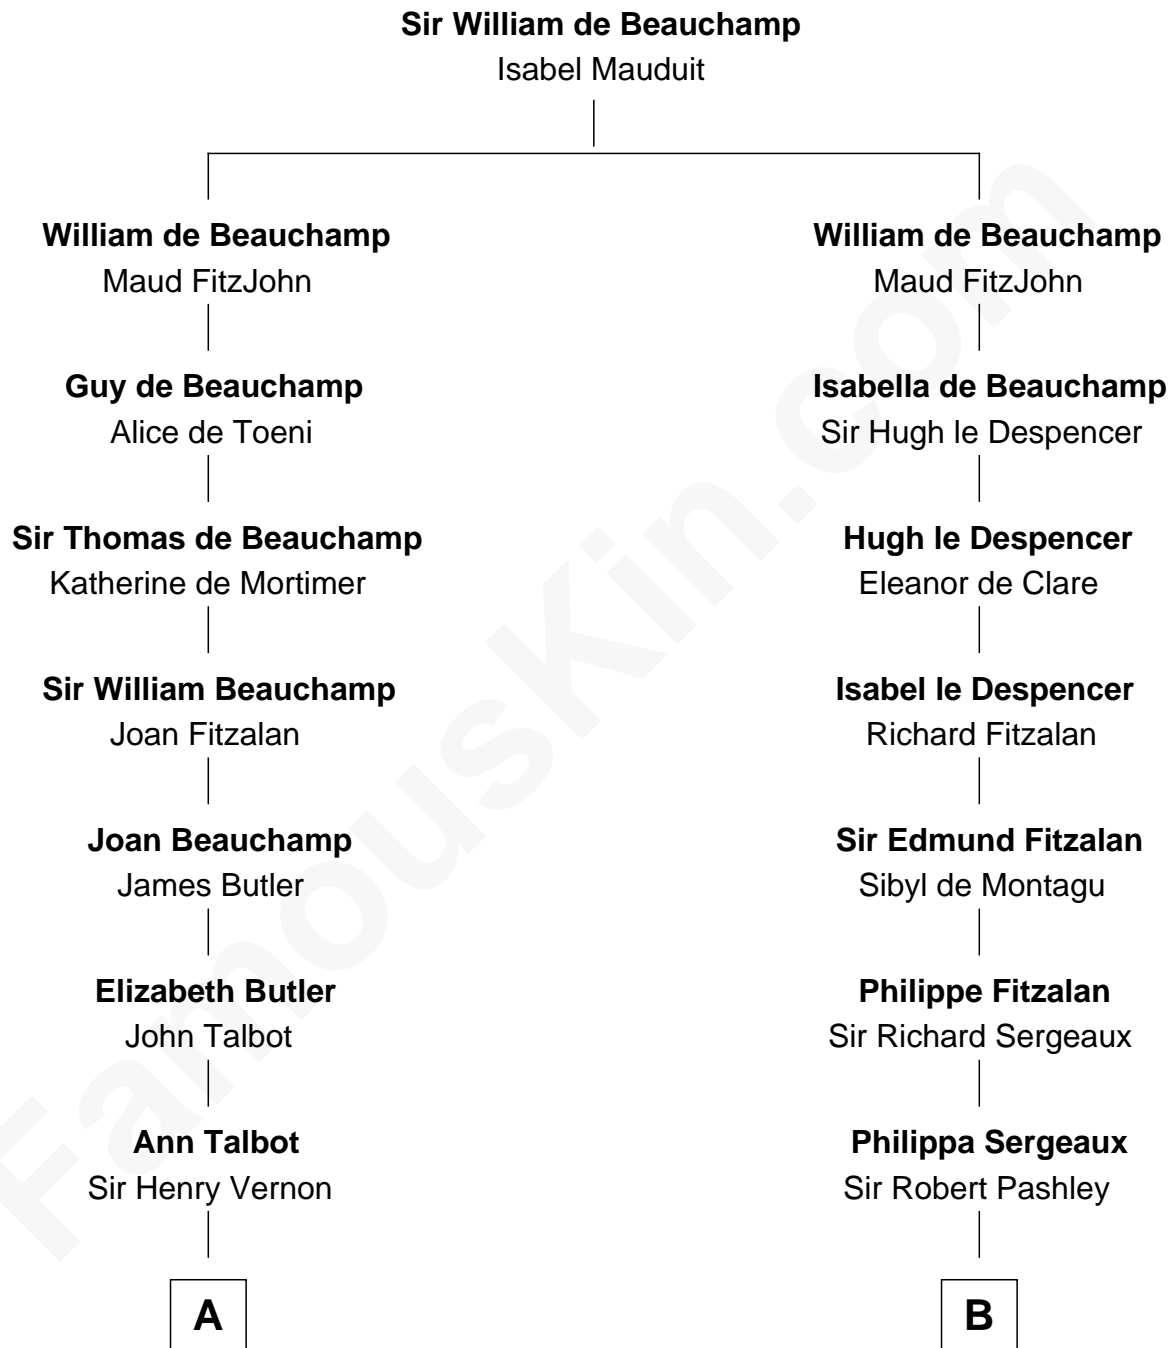 Sir William de Beauchamp
Isabel Mauduit
William de Beauchamp
Maud FitzJohn
Guy de Beauchamp
Alice de Toeni
Sir Thomas de Beauchamp
Katherine de Mortimer
Sir William Beauchamp
Joan Fitzalan
Joan Beauchamp
James Butler
Elizabeth Butler
John Talbot
Ann Talbot
Sir Henry Vernon
A
William de Beauchamp
Maud FitzJohn
Isabella de Beauchamp
Sir Hugh le Despencer
Hugh le Despencer
Eleanor de Clare
Isabel le Despencer
Richard Fitzalan
Sir Edmund Fitzalan
Sibyl de Montagu
Philippe Fitzalan
Sir Richard Sergeaux
Philippa Sergeaux
Sir Robert Pashley
B
FamousKin.com